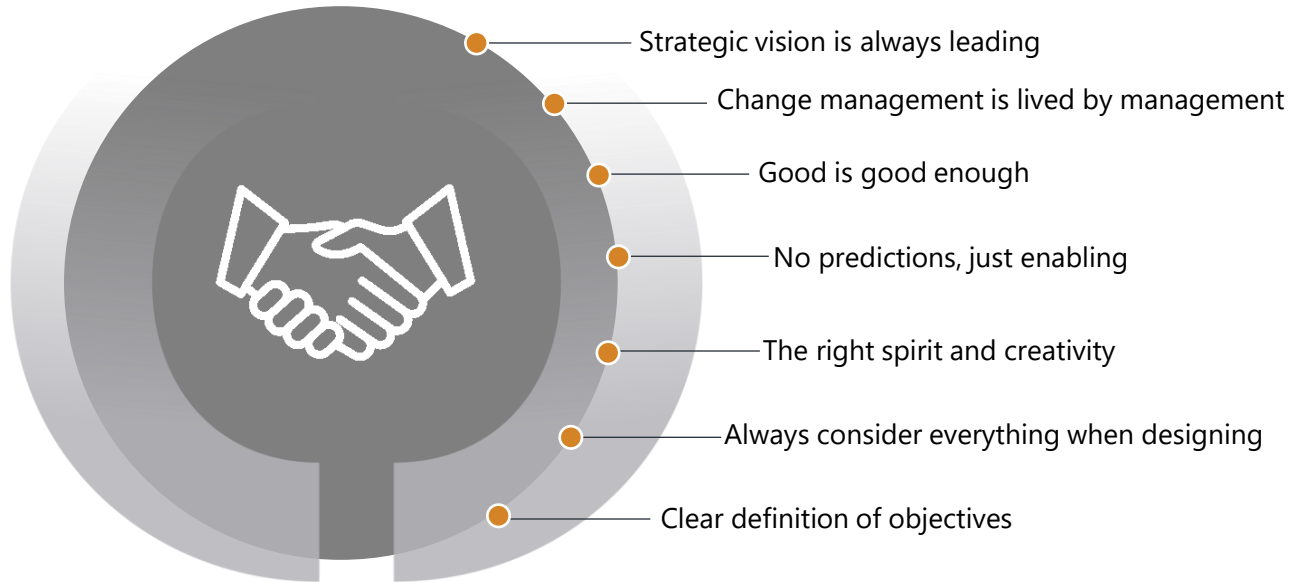 Strategic vision is always leading
Change management is lived by management
Good is good enough
No predictions, just enabling
The right spirit and creativity
Always consider everything when designing
Clear definition of objectives